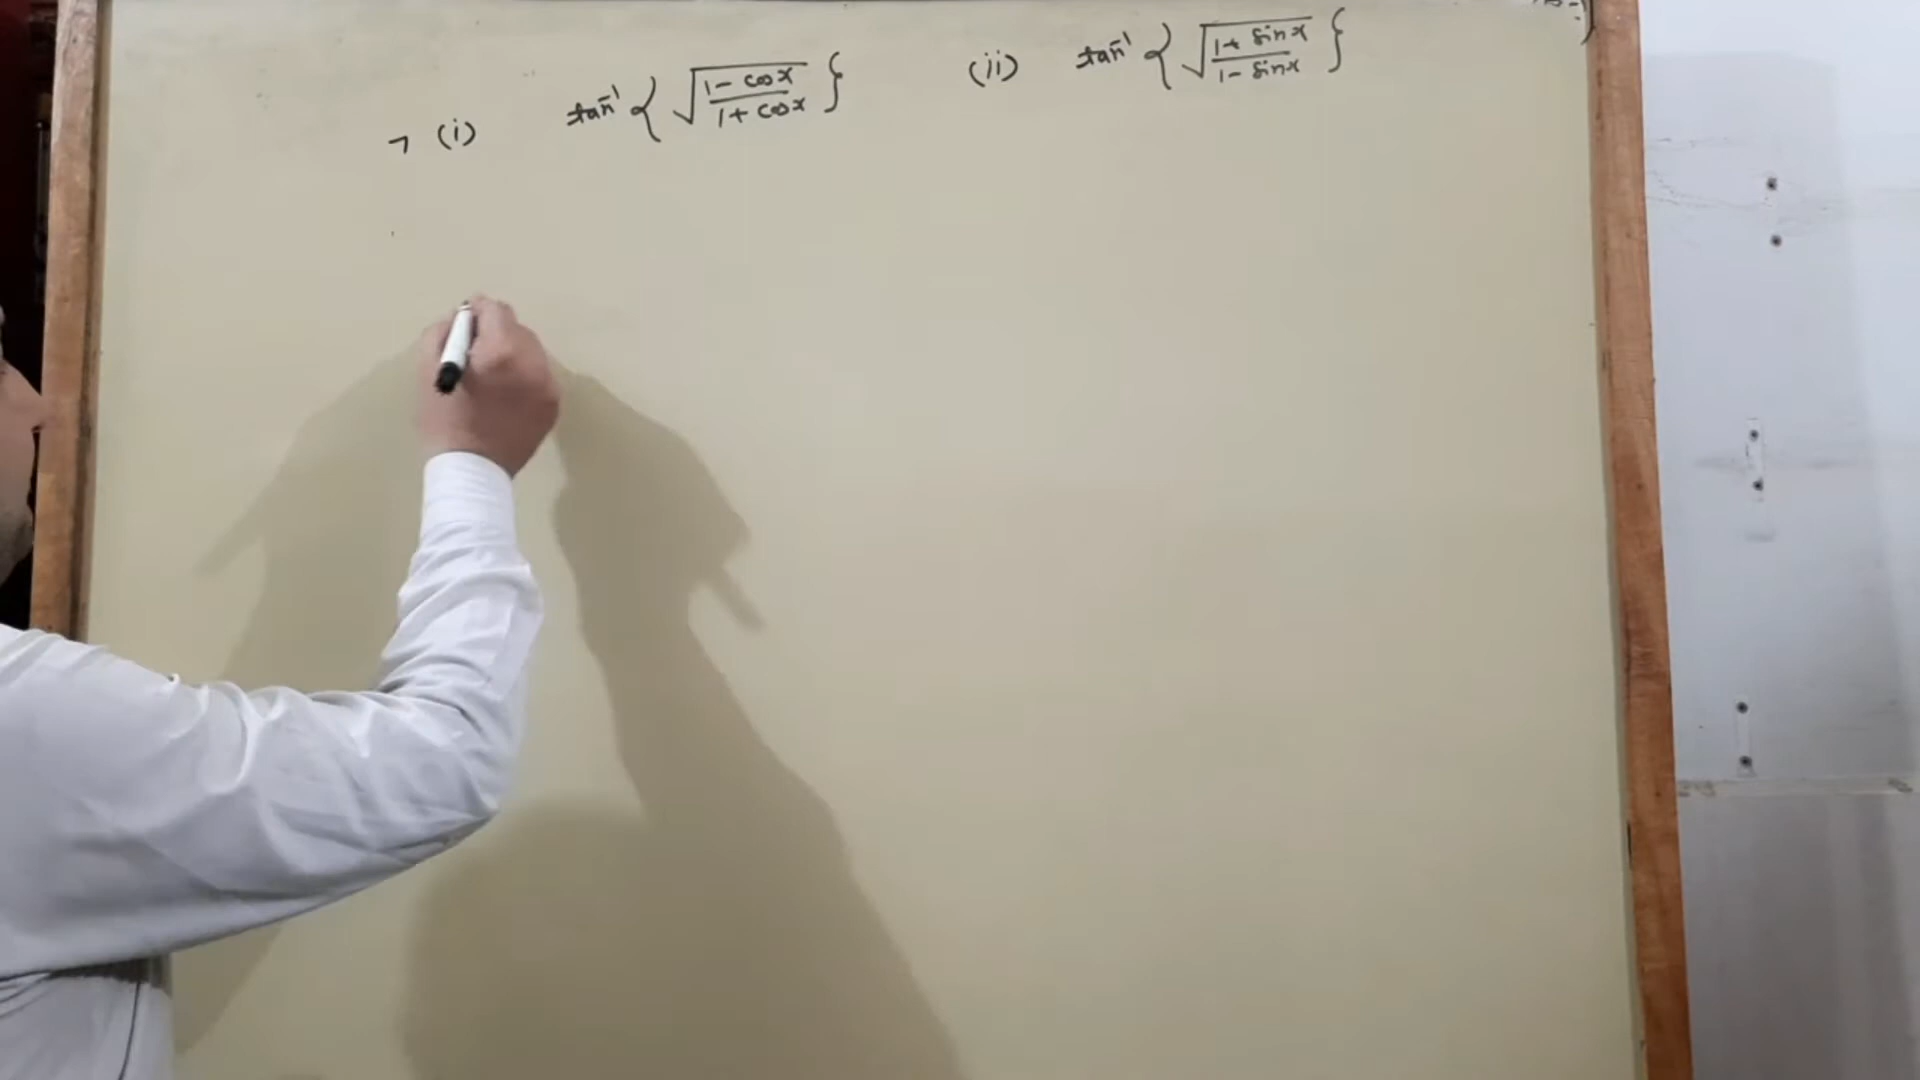 7 (i) tan⁻¹ { √((1 - cosx)/(1 + cosx)) } (ii) tan⁻¹ { √((1 + sinx)/(1 - sinx)) }